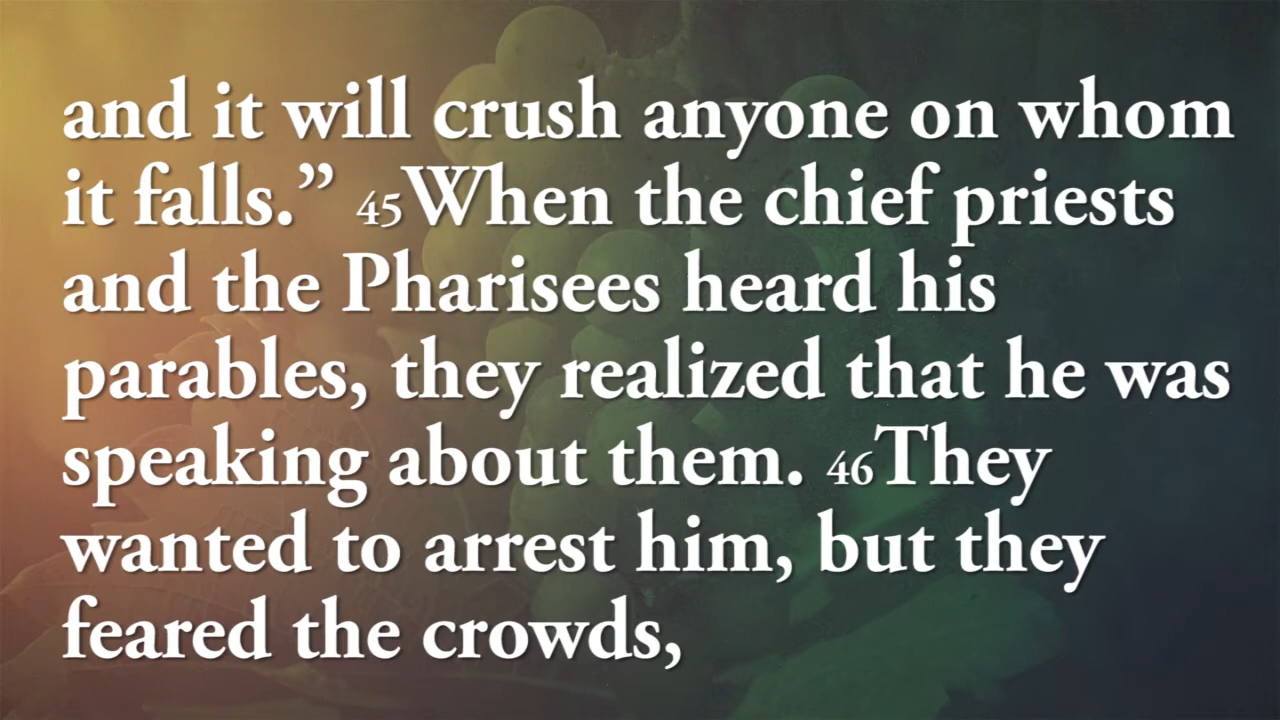 and it will crush anyone on whom
it falls.” 45When the chief priests
and the Pharisees heard his
parables, they realized that he was
speaking about them. 46They
wanted to arrest him, but they
feared the crowds,